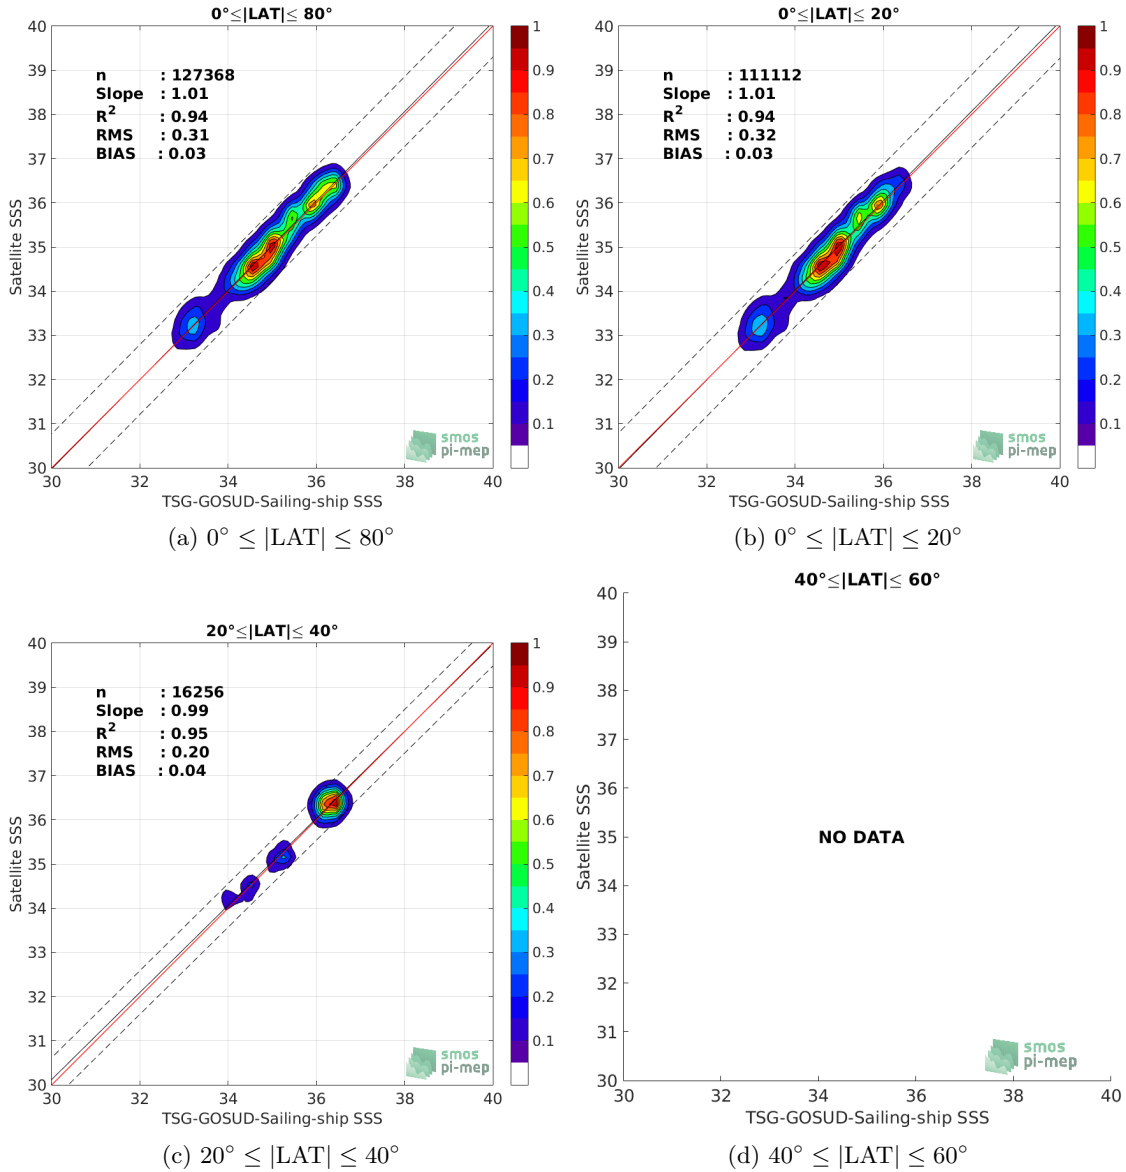 0°≤|LAT|≤ 80°
40
39
38
37
36
35
34
33
32
31
30
Satellite SSS
n : 127368
Slope : 1.01
R² : 0.94
RMS : 0.31
BIAS : 0.03
1
0.9
0.8
0.7
0.6
0.5
0.4
0.3
0.2
0.1
smos
pi-mep
30 32 34 36 38 40
TSG-GOSUD-Sailing-ship SSS
(a) 0° ≤ |LAT| ≤ 80°
0°≤|LAT|≤ 20°
40
39
38
37
36
35
34
33
32
31
30
Satellite SSS
n : 111112
Slope : 1.01
R² : 0.94
RMS : 0.32
BIAS : 0.03
1
0.9
0.8
0.7
0.6
0.5
0.4
0.3
0.2
0.1
smos
pi-mep
30 32 34 36 38 40
TSG-GOSUD-Sailing-ship SSS
(b) 0° ≤ |LAT| ≤ 20°
20°≤|LAT|≤ 40°
40
39
38
37
36
35
34
33
32
31
30
Satellite SSS
n : 16256
Slope : 0.99
R² : 0.95
RMS : 0.20
BIAS : 0.04
1
0.9
0.8
0.7
0.6
0.5
0.4
0.3
0.2
0.1
smos
pi-mep
30 32 34 36 38 40
TSG-GOSUD-Sailing-ship SSS
(c) 20° ≤ |LAT| ≤ 40°
40°≤|LAT|≤ 60°
40
39
38
37
36
35
34
33
32
31
30
Satellite SSS
NO DATA
smos
pi-mep
30 32 34 36 38 40
TSG-GOSUD-Sailing-ship SSS
(d) 40° ≤ |LAT| ≤ 60°